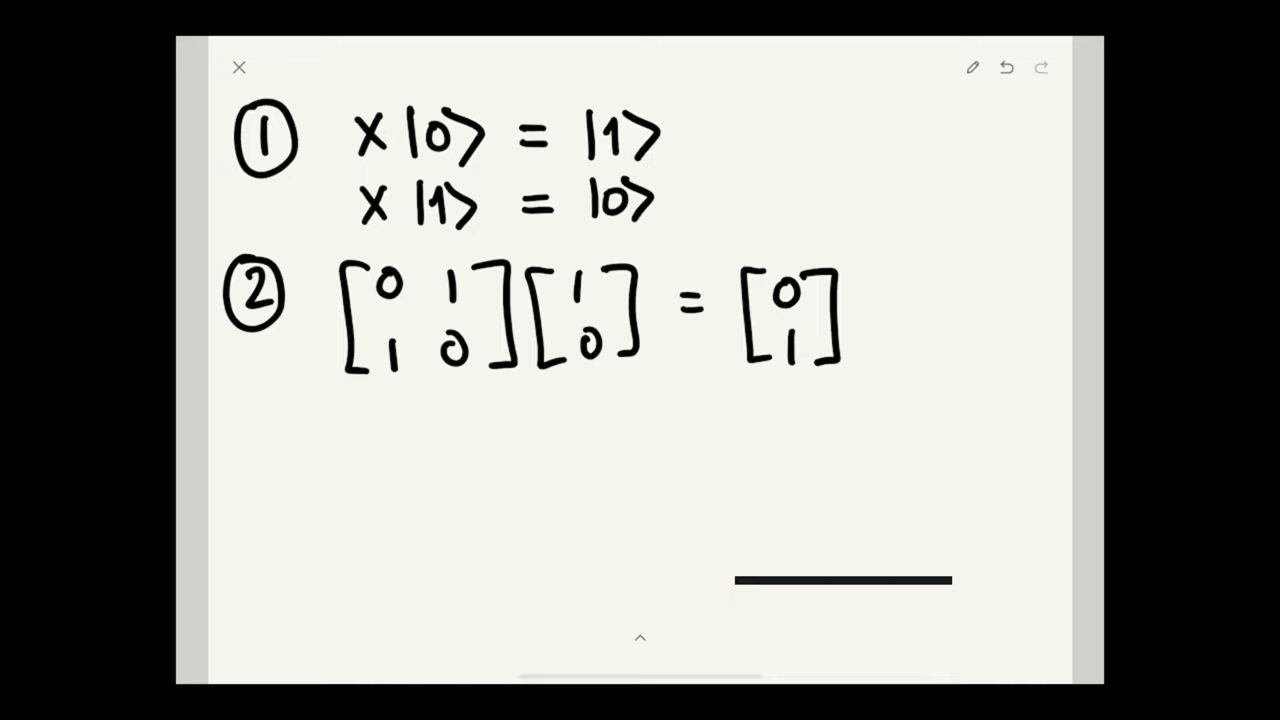 ① X|0⟩ = |1⟩
X|1⟩ = |0⟩
② [0 1
1 0] [1
0] = [0
1]